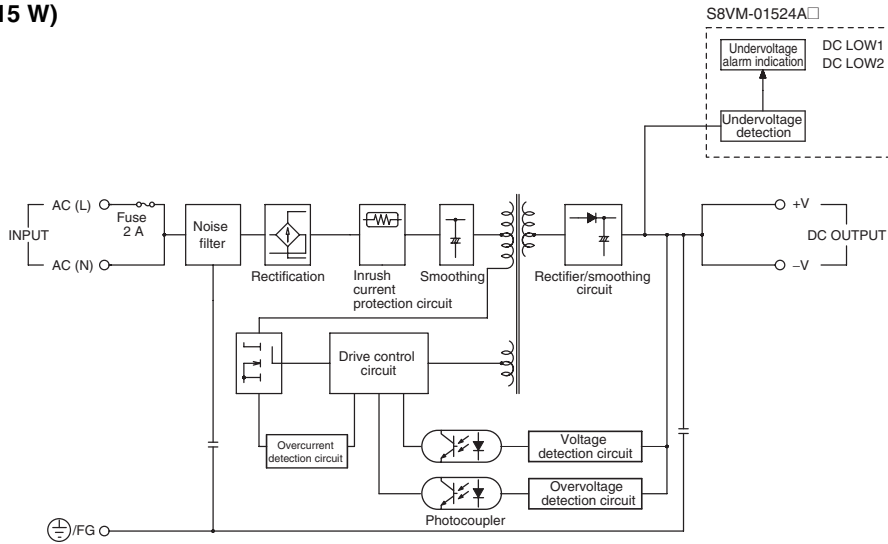 15 W)
S8VM-01524A□
Undervoltage
alarm indication
DC LOW1
DC LOW2
Undervoltage
detection
INPUT
AC (L)
Fuse
2 A
AC (N)
Noise
filter
Rectification
Inrush
current
protection circuit
Smoothing
Rectifier/smoothing
circuit
+V
DC OUTPUT
−V
Drive control
circuit
Overcurrent
detection circuit
Voltage
detection circuit
Overvoltage
detection circuit
Photocoupler
/FG